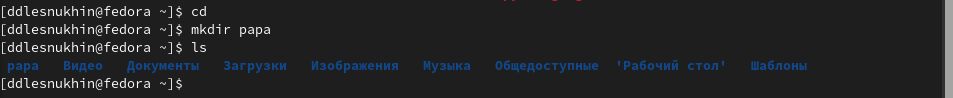 [ddlesnukhin@fedora ~]$ cd
[ddlesnukhin@fedora ~]$ mkdir papa
[ddlesnukhin@fedora ~]$ ls
papa Видео Документы Загрузки Изображения Музыка Общедоступные 'Рабочий стол' Шаблоны
[ddlesnukhin@fedora ~]$